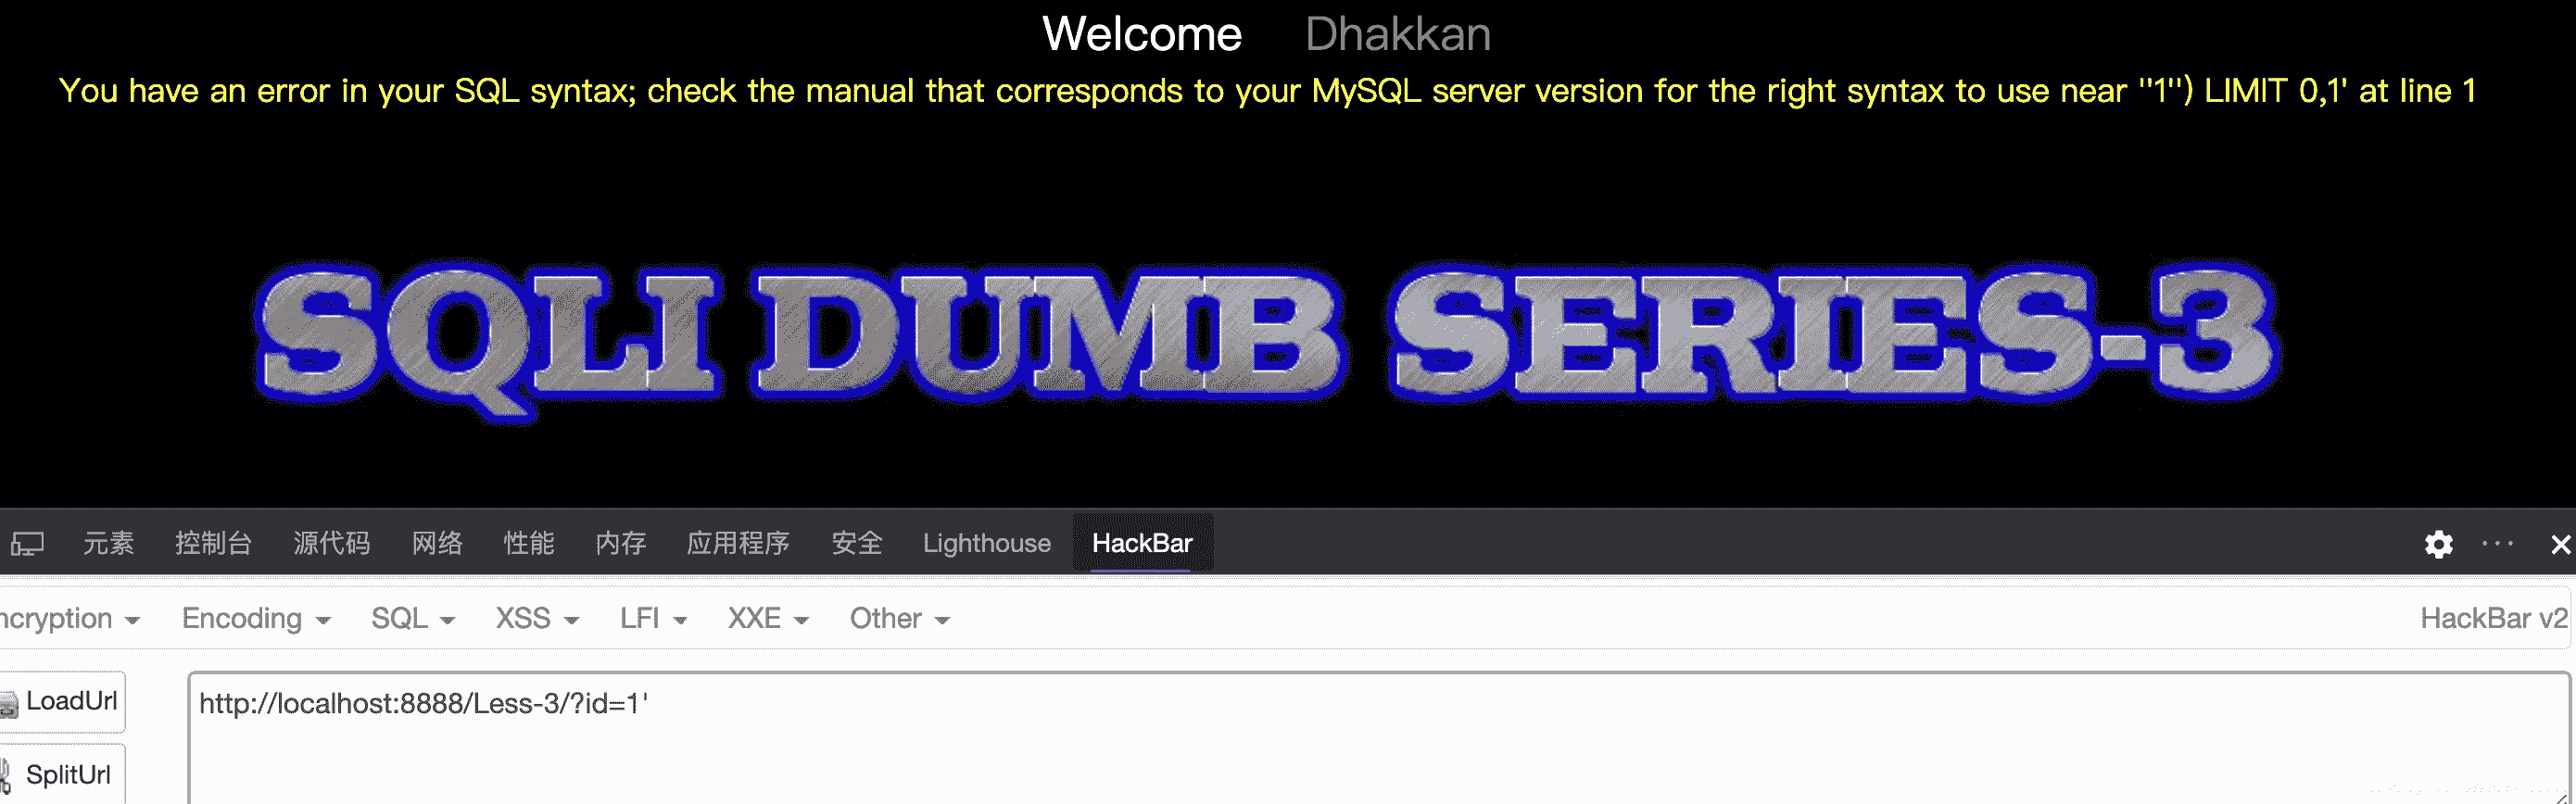 Welcome Dhakkan
You have an error in your SQL syntax; check the manual that corresponds to your MySQL server version for the right syntax to use near ''1'') LIMIT 0,1' at line 1
SQLI DUMB SERIES-3
元素 控制台 源代码 网络 性能 内存 应用程序 安全 Lighthouse HackBar
ncryption Encoding SQL XSS LFI XXE Other HackBar v2
LoadUrl
http://localhost:8888/Less-3/?id=1'
SplitUrl